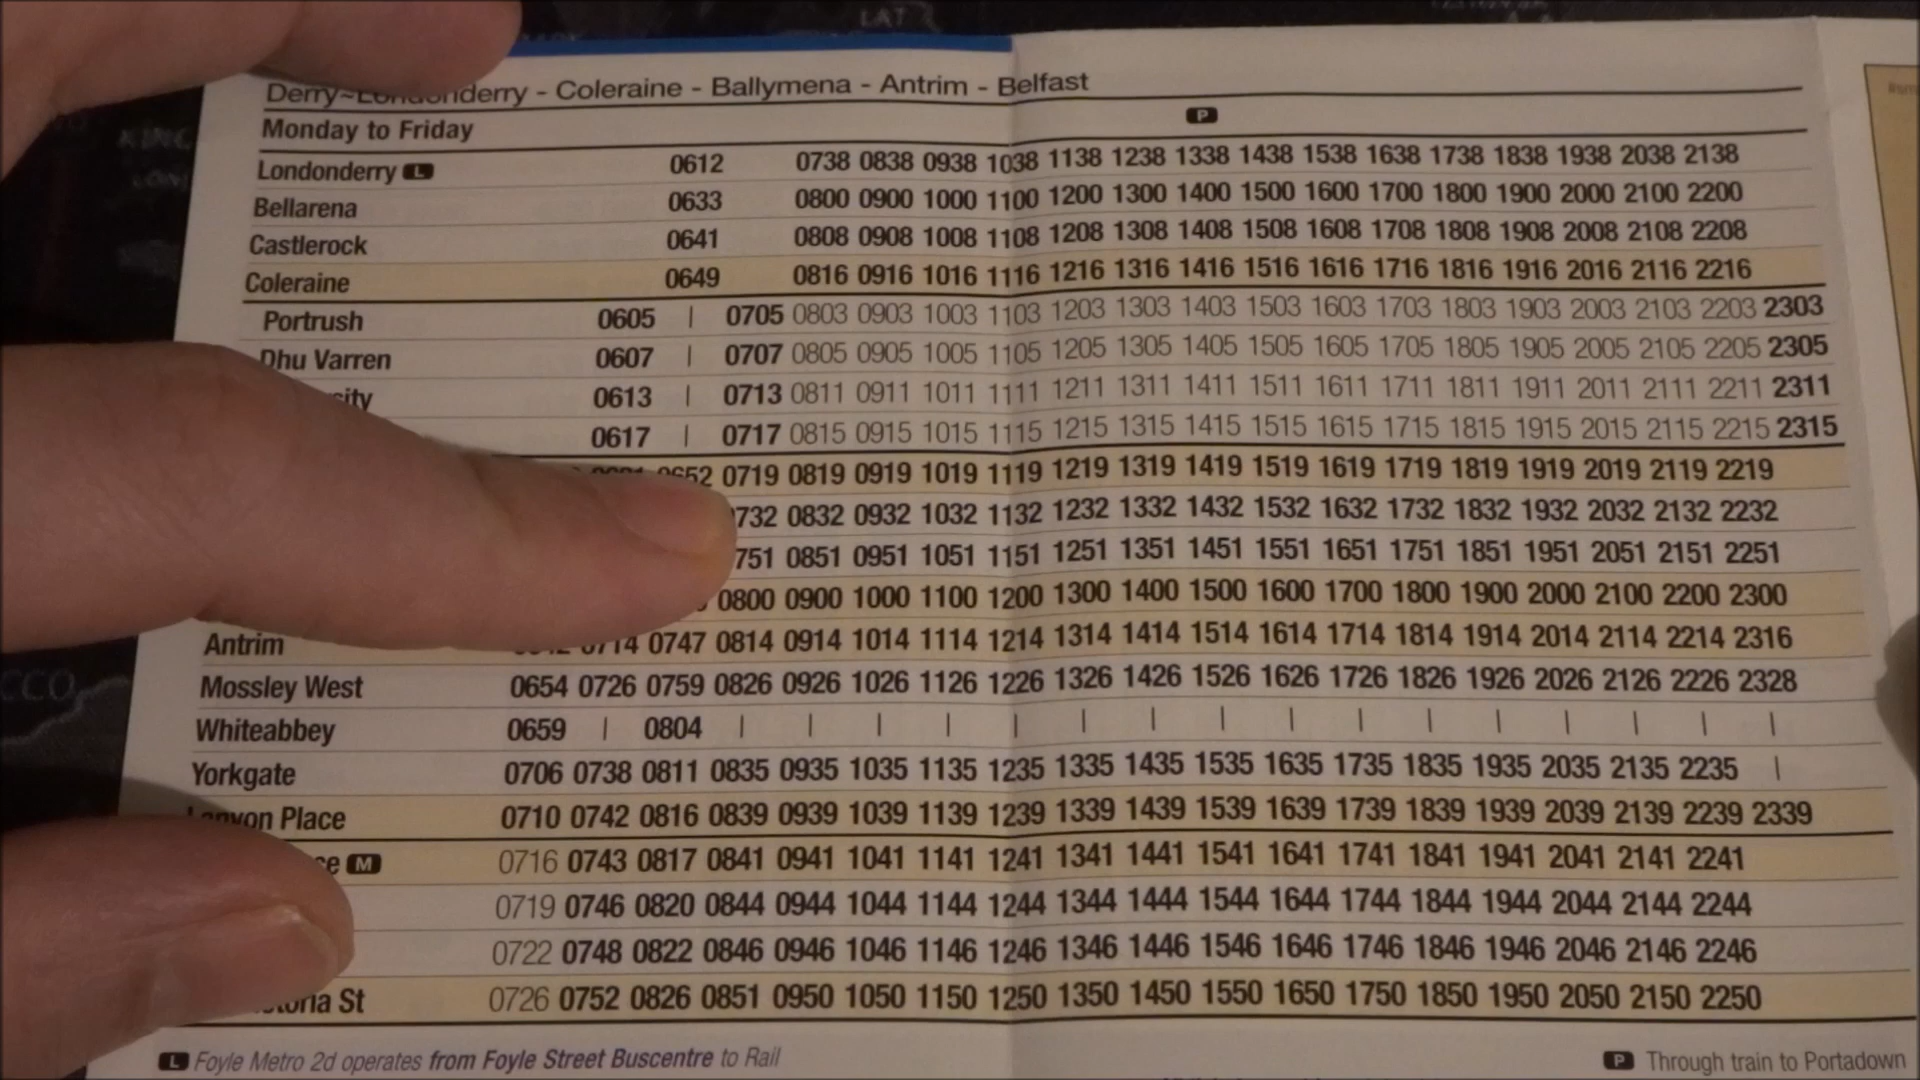 LAT
Derry~Londonderry - Coleraine - Ballymena - Antrim - Belfast
P
Monday to Friday
Londonderry L 0612 0738 0838 0938 1038 1138 1238 1338 1438 1538 1638 1738 1838 1938 2038 2138
Bellarena 0633 0800 0900 1000 1100 1200 1300 1400 1500 1600 1700 1800 1900 2000 2100 2200
Castlerock 0641 0808 0908 1008 1108 1208 1308 1408 1508 1608 1708 1808 1908 2008 2108 2208
Coleraine 0649 0816 0916 1016 1116 1216 1316 1416 1516 1616 1716 1816 1916 2016 2116 2216
Portrush 0605 | 0705 0803 0903 1003 1103 1203 1303 1403 1503 1603 1703 1803 1903 2003 2103 2203 2303
Dhu Varren 0607 | 0707 0805 0905 1005 1105 1205 1305 1405 1505 1605 1705 1805 1905 2005 2105 2205 2305
0613 | 0713 0811 0911 1011 1111 1211 1311 1411 1511 1611 1711 1811 1911 2011 2111 2211 2311
0617 | 0717 0815 0915 1015 1115 1215 1315 1415 1515 1615 1715 1815 1915 2015 2115 2215 2315
0652 0719 0819 0919 1019 1119 1219 1319 1419 1519 1619 1719 1819 1919 2019 2119 2219
0732 0832 0932 1032 1132 1232 1332 1432 1532 1632 1732 1832 1932 2032 2132 2232
0751 0851 0951 1051 1151 1251 1351 1451 1551 1651 1751 1851 1951 2051 2151 2251
0800 0900 1000 1100 1200 1300 1400 1500 1600 1700 1800 1900 2000 2100 2200 2300
Antrim 0714 0747 0814 0914 1014 1114 1214 1314 1414 1514 1614 1714 1814 1914 2014 2114 2214 2316
Mossley West 0654 0726 0759 0826 0926 1026 1126 1226 1326 1426 1526 1626 1726 1826 1926 2026 2126 2226 2328
Whiteabbey 0659 | 0804 | | | | | | | | | | | | | | | |
Yorkgate 0706 0738 0811 0835 0935 1035 1135 1235 1335 1435 1535 1635 1735 1835 1935 2035 2135 2235 |
Lanyon Place 0710 0742 0816 0839 0939 1039 1139 1239 1339 1439 1539 1639 1739 1839 1939 2039 2139 2239 2339
M 0716 0743 0817 0841 0941 1041 1141 1241 1341 1441 1541 1641 1741 1841 1941 2041 2141 2241
0719 0746 0820 0844 0944 1044 1144 1244 1344 1444 1544 1644 1744 1844 1944 2044 2144 2244
0722 0748 0822 0846 0946 1046 1146 1246 1346 1446 1546 1646 1746 1846 1946 2046 2146 2246
St 0726 0752 0826 0851 0950 1050 1150 1250 1350 1450 1550 1650 1750 1850 1950 2050 2150 2250
L Foyle Metro 2d operates from Foyle Street Buscentre to Rail
P Through train to Portadown